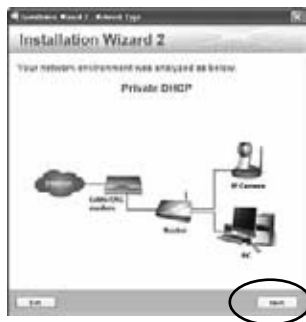 Installation Wizard 2 - Network Type
Installation Wizard 2
Your network environment was analyzed as below.
Private DHCP
IP Camera
Cable/DSL
modem
Router
PC
Exit
Next